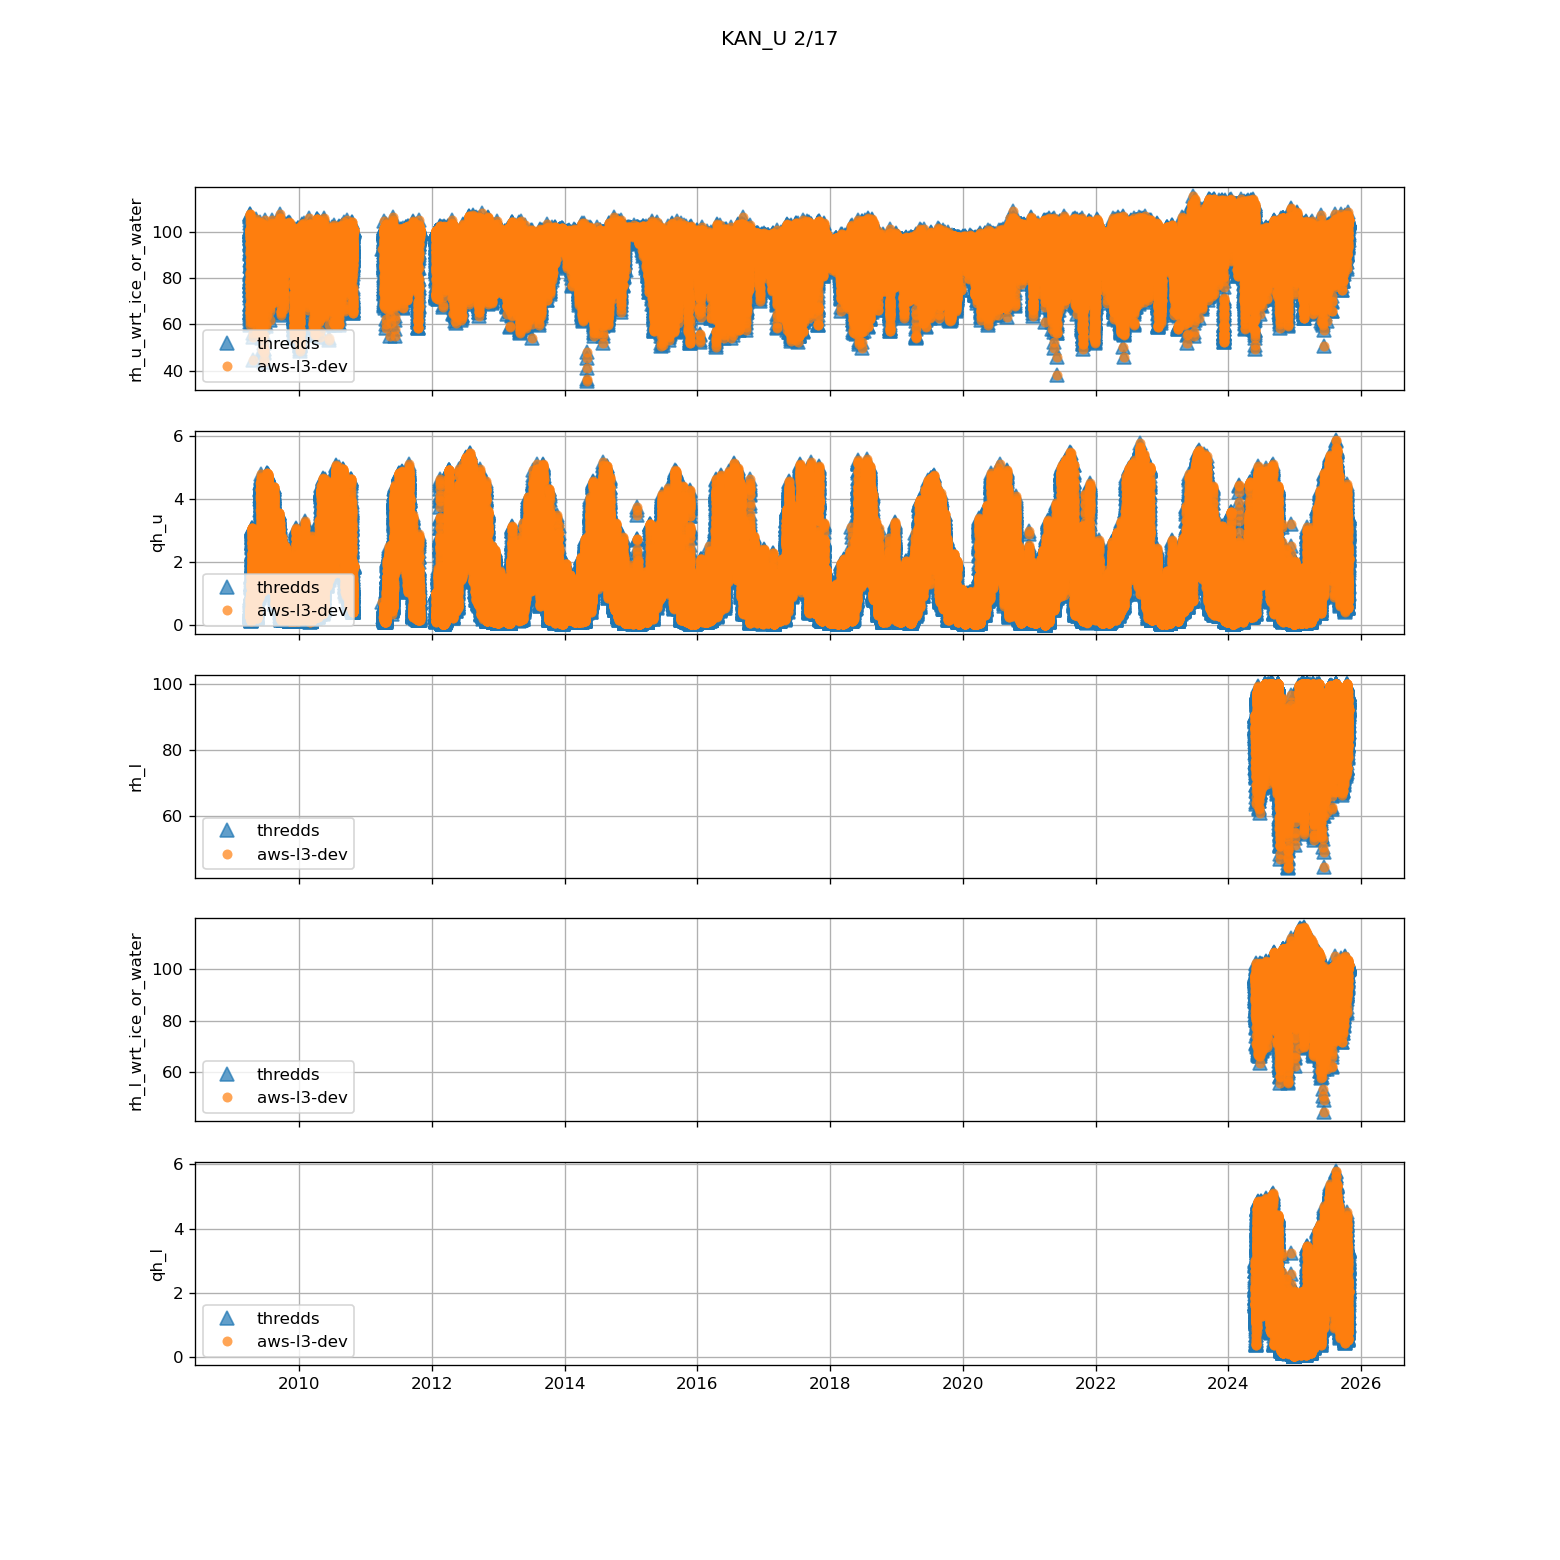 KAN_U 2/17
rh_u_wrt_ice_or_water
100
80
60
40
thredds
aws-l3-dev
qh_u
6
4
2
0
thredds
aws-l3-dev
rh_l
100
80
60
thredds
aws-l3-dev
rh_l_wrt_ice_or_water
100
80
60
thredds
aws-l3-dev
qh_l
6
4
2
0
thredds
aws-l3-dev
2010 2012 2014 2016 2018 2020 2022 2024 2026